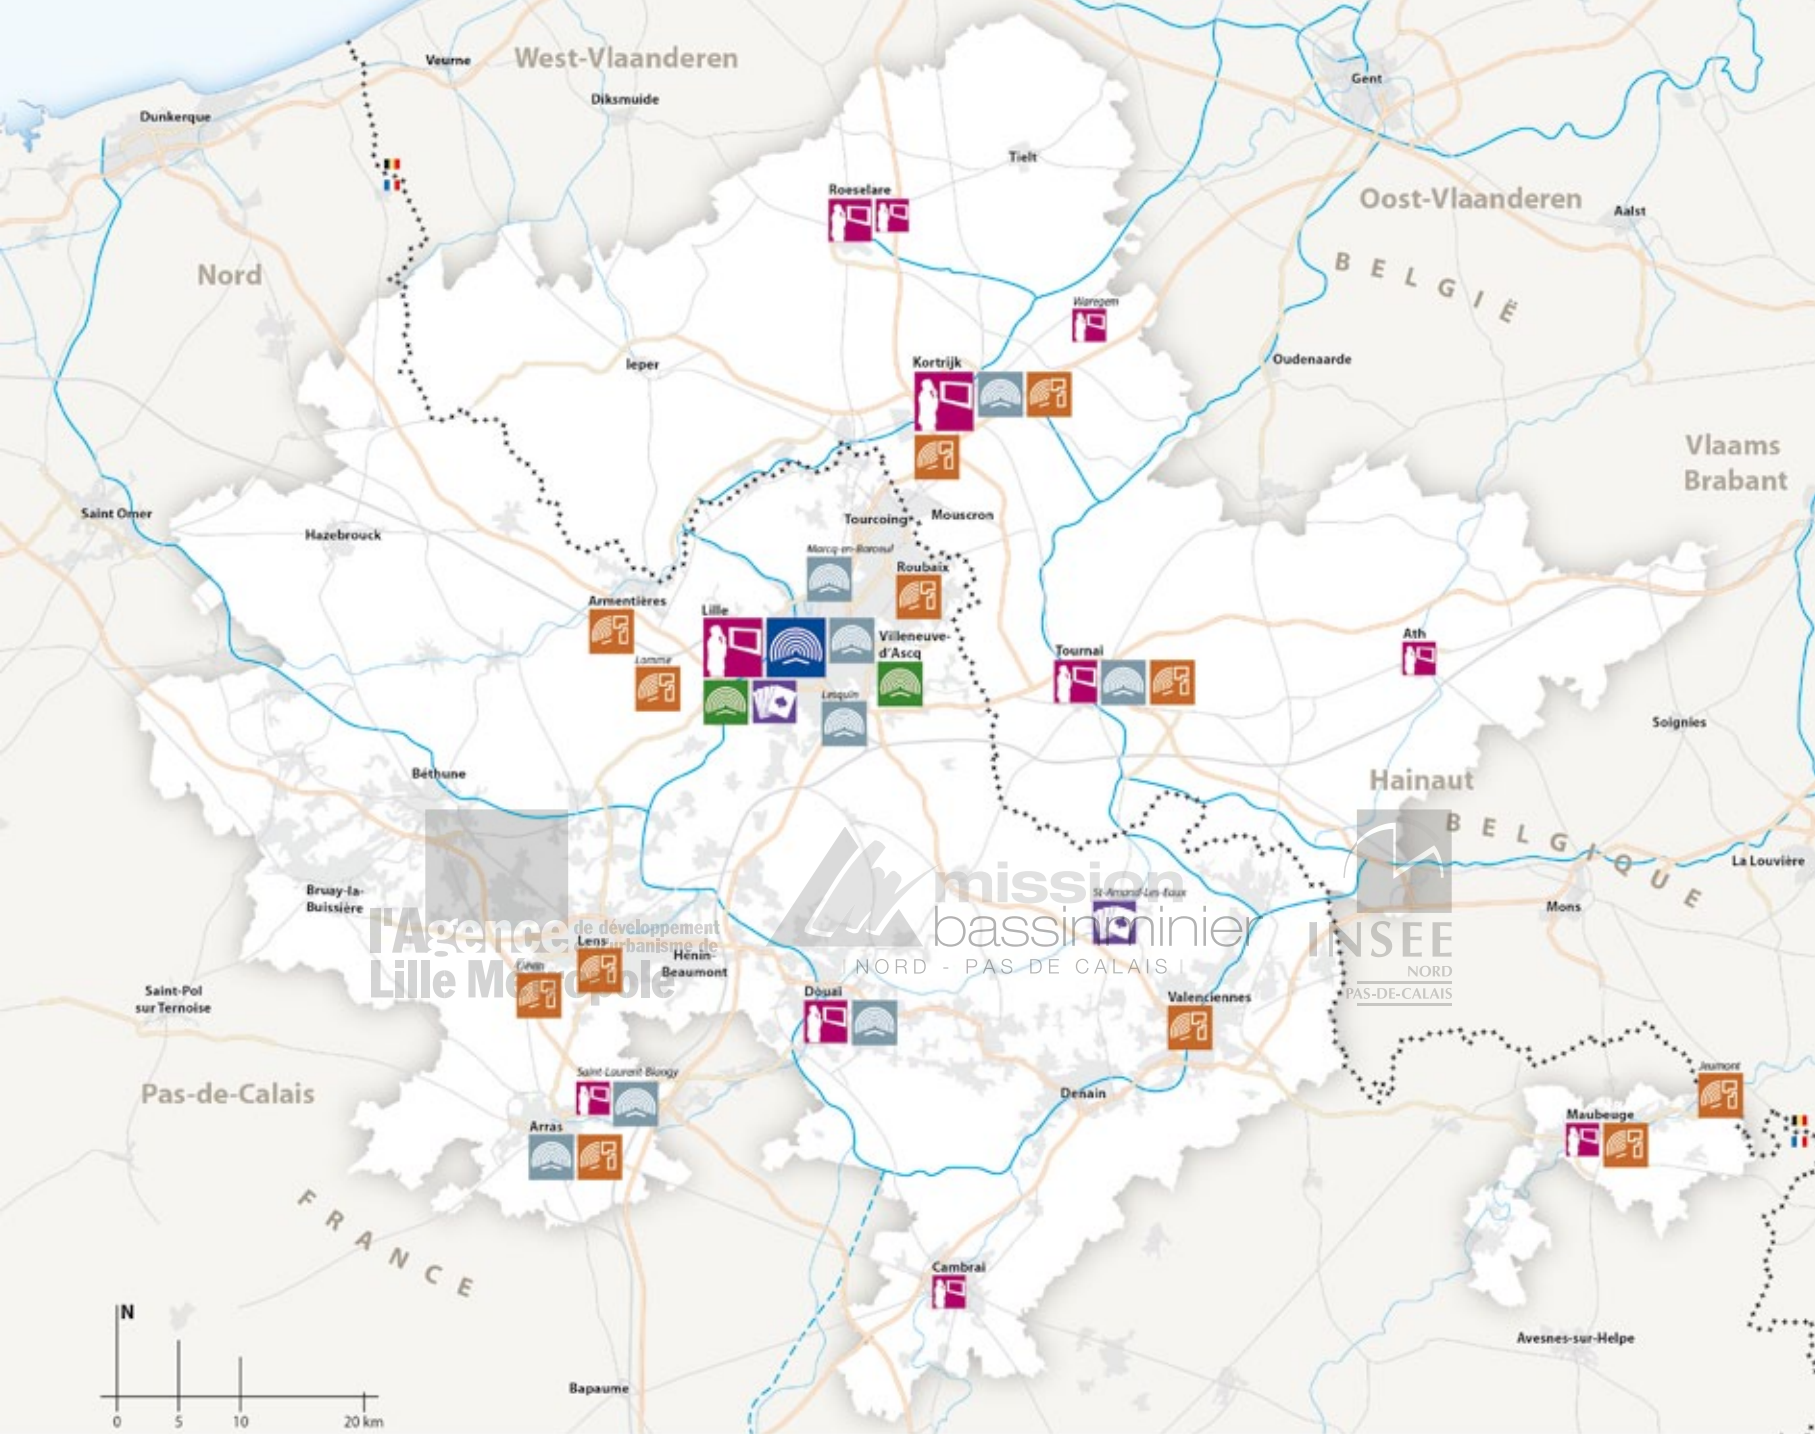 Veurne
West-Vlaanderen
Gent
Diksmuide
Dunkerque
Tielt
Roeselare
Oost-Vlaanderen
Aalst
Nord
BELGIË
Waregem
Ieper
Kortrijk
Oudenaarde
Vlaams
Brabant
Saint Omer
Hazebrouck
Tourcoing
Mouscron
Marcq-en-Baroeul
Roubaix
Armentières
Lille
Villeneuve-
d'Ascq
Tournai
Ath
Lomme
Lesquin
Soignies
Béthune
Hainaut
BELGIQUE
La Louvière
Bruay-la-
Buissière
mission
bassin minier
NORD - PAS DE CALAIS
St-Amand-Les-Eaux
Mons
INSEE
NORD
PAS-DE-CALAIS
l'Agence de développement
et d'urbanisme de
Lille Métropole
Lens
Liévin
Hénin-
Beaumont
Saint-Pol
sur Ternoise
Douai
Valenciennes
Pas-de-Calais
Saint-Laurent-Blangy
Denain
Jeumont
Maubeuge
Arras
FRANCE
Cambrai
N
Avesnes-sur-Helpe
Bapaume
0 5 10 20 km